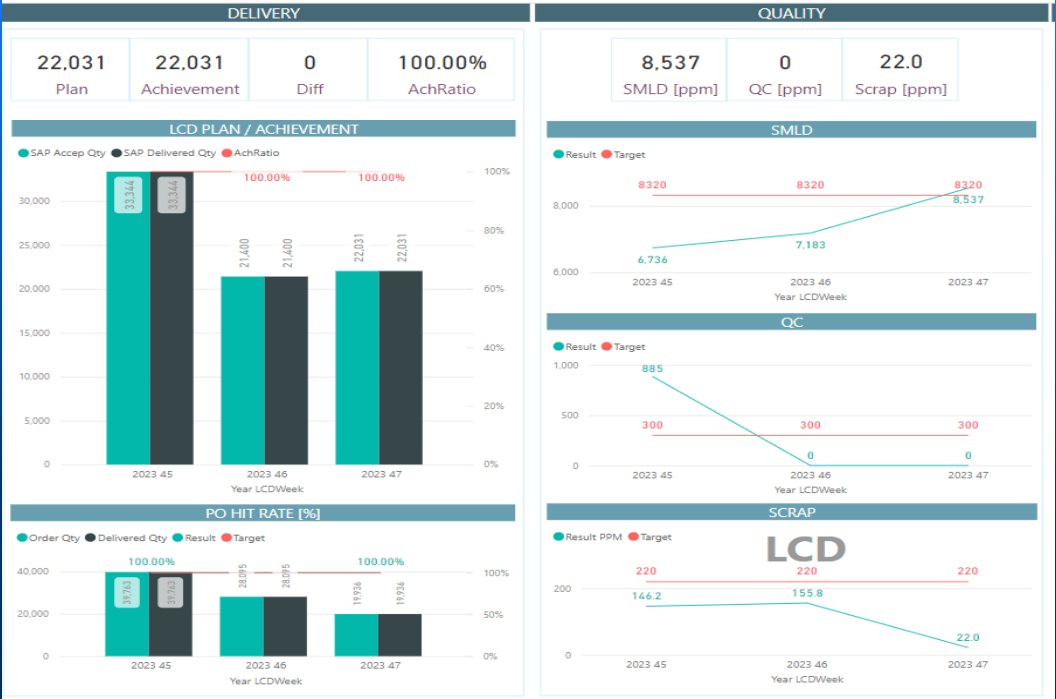 DELIVERY
22,031 22,031 0 100.00%
Plan Achievement Diff AchRatio
LCD PLAN / ACHIEVEMENT
SAP Accep Qty SAP Delivered Qty AchRatio
100.00% 100.00%
100%
33,344 33,344
30,000
21,400 21,400
22,031 22,031
80%
25,000
20,000
60%
15,000
40%
10,000
20%
5,000
0 0%
2023 45 2023 46 2023 47
Year LCDWeek
PO HIT RATE [%]
Order Qty Delivered Qty Result Target
100.00% 100.00%
40,000 100%
39,763 39,763
28,095 28,095
19,936 19,936
20,000 50%
0 0%
2023 45 2023 46 2023 47
Year LCDWeek
QUALITY
8,537 0 22.0
SMLD [ppm] QC [ppm] Scrap [ppm]
SMLD
Result Target
8320 8320 8320
8,537
8,000
7,183
6,736
6,000
2023 45 2023 46 2023 47
Year LCDWeek
QC
Result Target
1,000
885
500
300 300 300
0 0
0
2023 45 2023 46 2023 47
Year LCDWeek
SCRAP
Result PPM Target
LCD
220 220 220
200
146.2 155.8
22.0
0
2023 45 2023 46 2023 47
Year LCDWeek